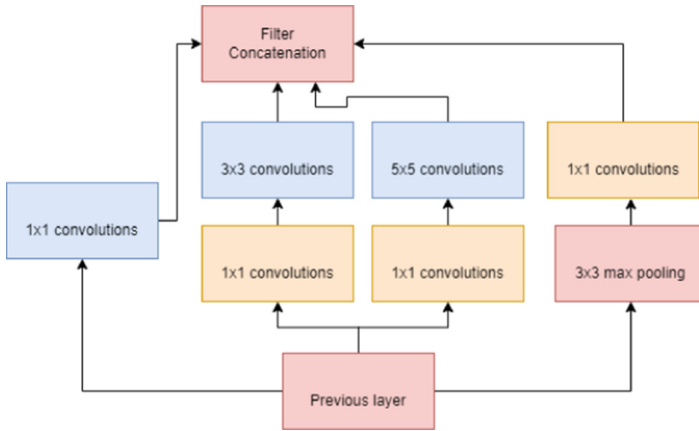 Filter
Concatenation
3x3 convolutions
5x5 convolutions
1x1 convolutions
1x1 convolutions
1x1 convolutions
1x1 convolutions
3x3 max pooling
Previous layer